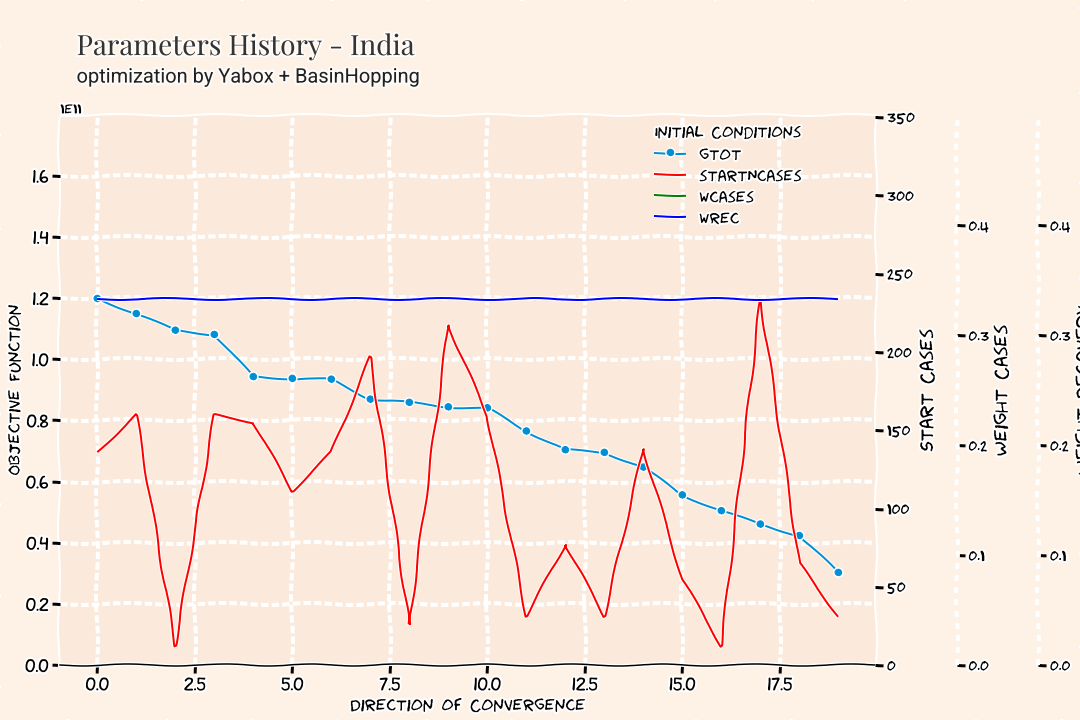 Parameters History - India
optimization by Yabox + BasinHopping
1E11
INITIAL CONDITIONS
GTOT
STARTNCASES
WCASES
WREC
OBJECTIVE FUNCTION
1.6
1.4
1.2
1.0
0.8
0.6
0.4
0.2
0.0
0.0 2.5 5.0 7.5 10.0 12.5 15.0 17.5
DIRECTION OF CONVERGENCE
350
300
250
200
150
100
50
0
START CASES
0.4
0.3
0.2
0.1
0.0
WEIGHT CASES
0.4
0.3
0.2
0.1
0.0